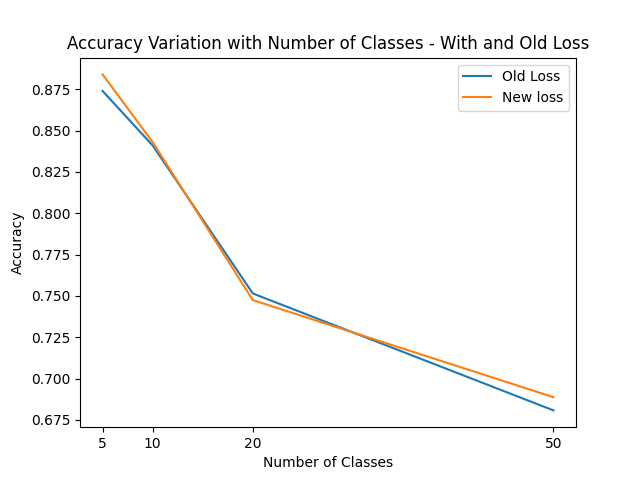 Accuracy Variation with Number of Classes - With and Old Loss
Old Loss
New loss
Accuracy
0.875
0.850
0.825
0.800
0.775
0.750
0.725
0.700
0.675
5 10 20 50
Number of Classes